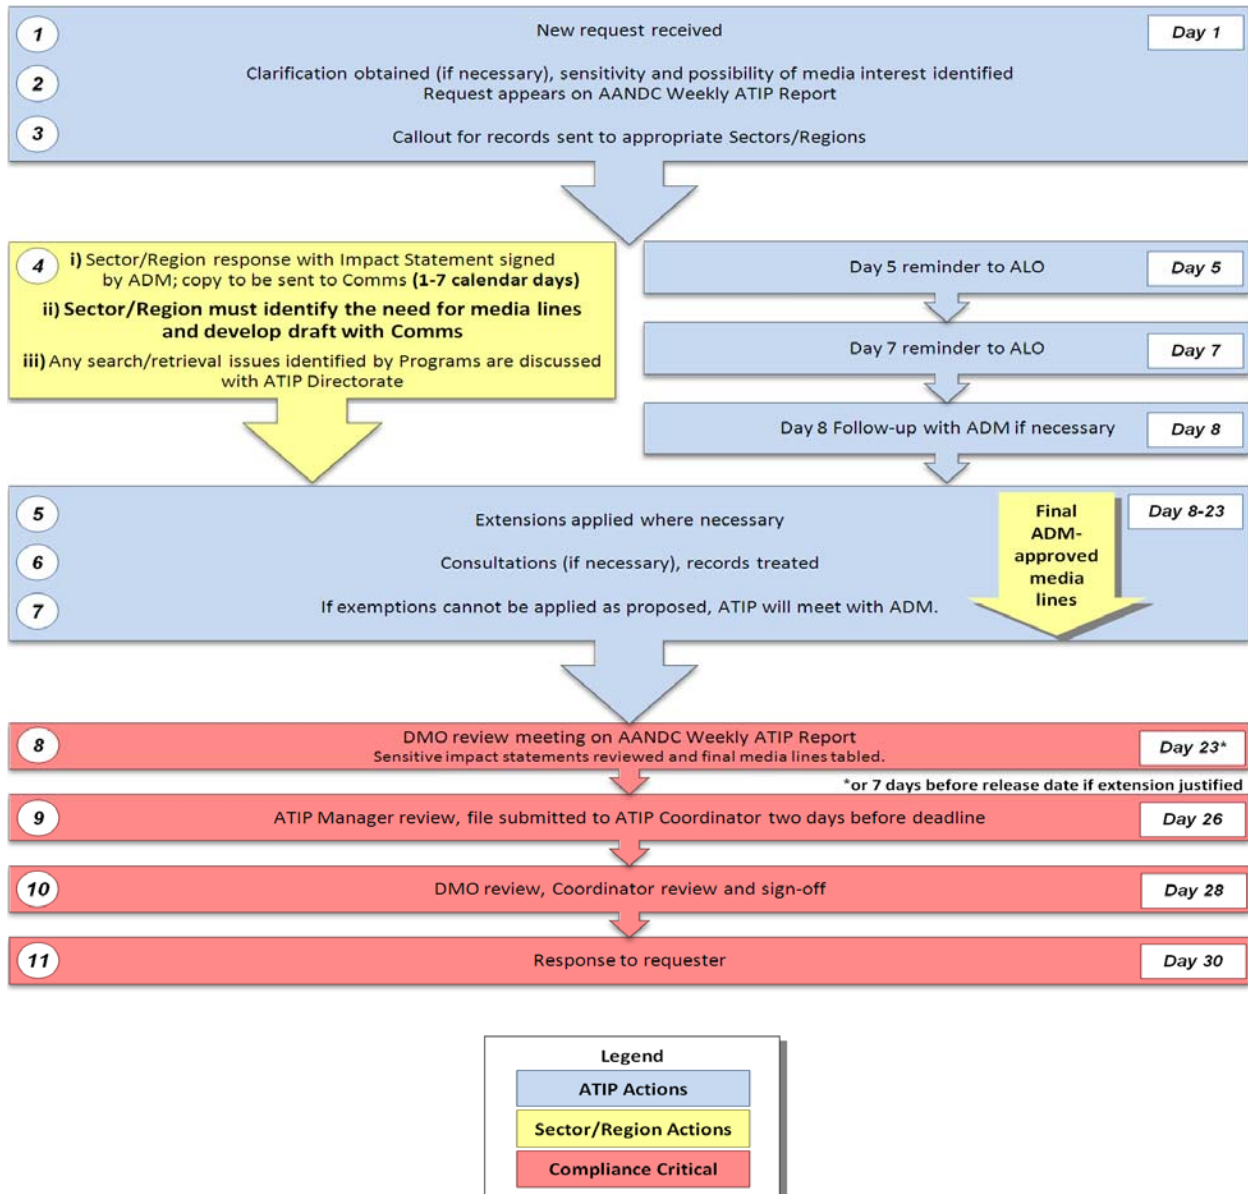 1
New request received
Day 1
2
Clarification obtained (if necessary), sensitivity and possibility of media interest identified
Request appears on AANDC Weekly ATIP Report
3
Callout for records sent to appropriate Sectors/Regions
4
i) Sector/Region response with Impact Statement signed
by ADM; copy to be sent to Comms (1-7 calendar days)
ii) Sector/Region must identify the need for media lines
and develop draft with Comms
iii) Any search/retrieval issues identified by Programs are discussed
with ATIP Directorate
Day 5 reminder to ALO
Day 5
Day 7 reminder to ALO
Day 7
Day 8 Follow-up with ADM if necessary
Day 8
5
Extensions applied where necessary
6
Consultations (if necessary), records treated
7
If exemptions cannot be applied as proposed, ATIP will meet with ADM.
Final
ADM-
approved
media
lines
Day 8-23
8
DMO review meeting on AANDC Weekly ATIP Report
Sensitive impact statements reviewed and final media lines tabled.
Day 23*
*or 7 days before release date if extension justified
9
ATIP Manager review, file submitted to ATIP Coordinator two days before deadline
Day 26
10
DMO review, Coordinator review and sign-off
Day 28
11
Response to requester
Day 30
Legend
ATIP Actions
Sector/Region Actions
Compliance Critical